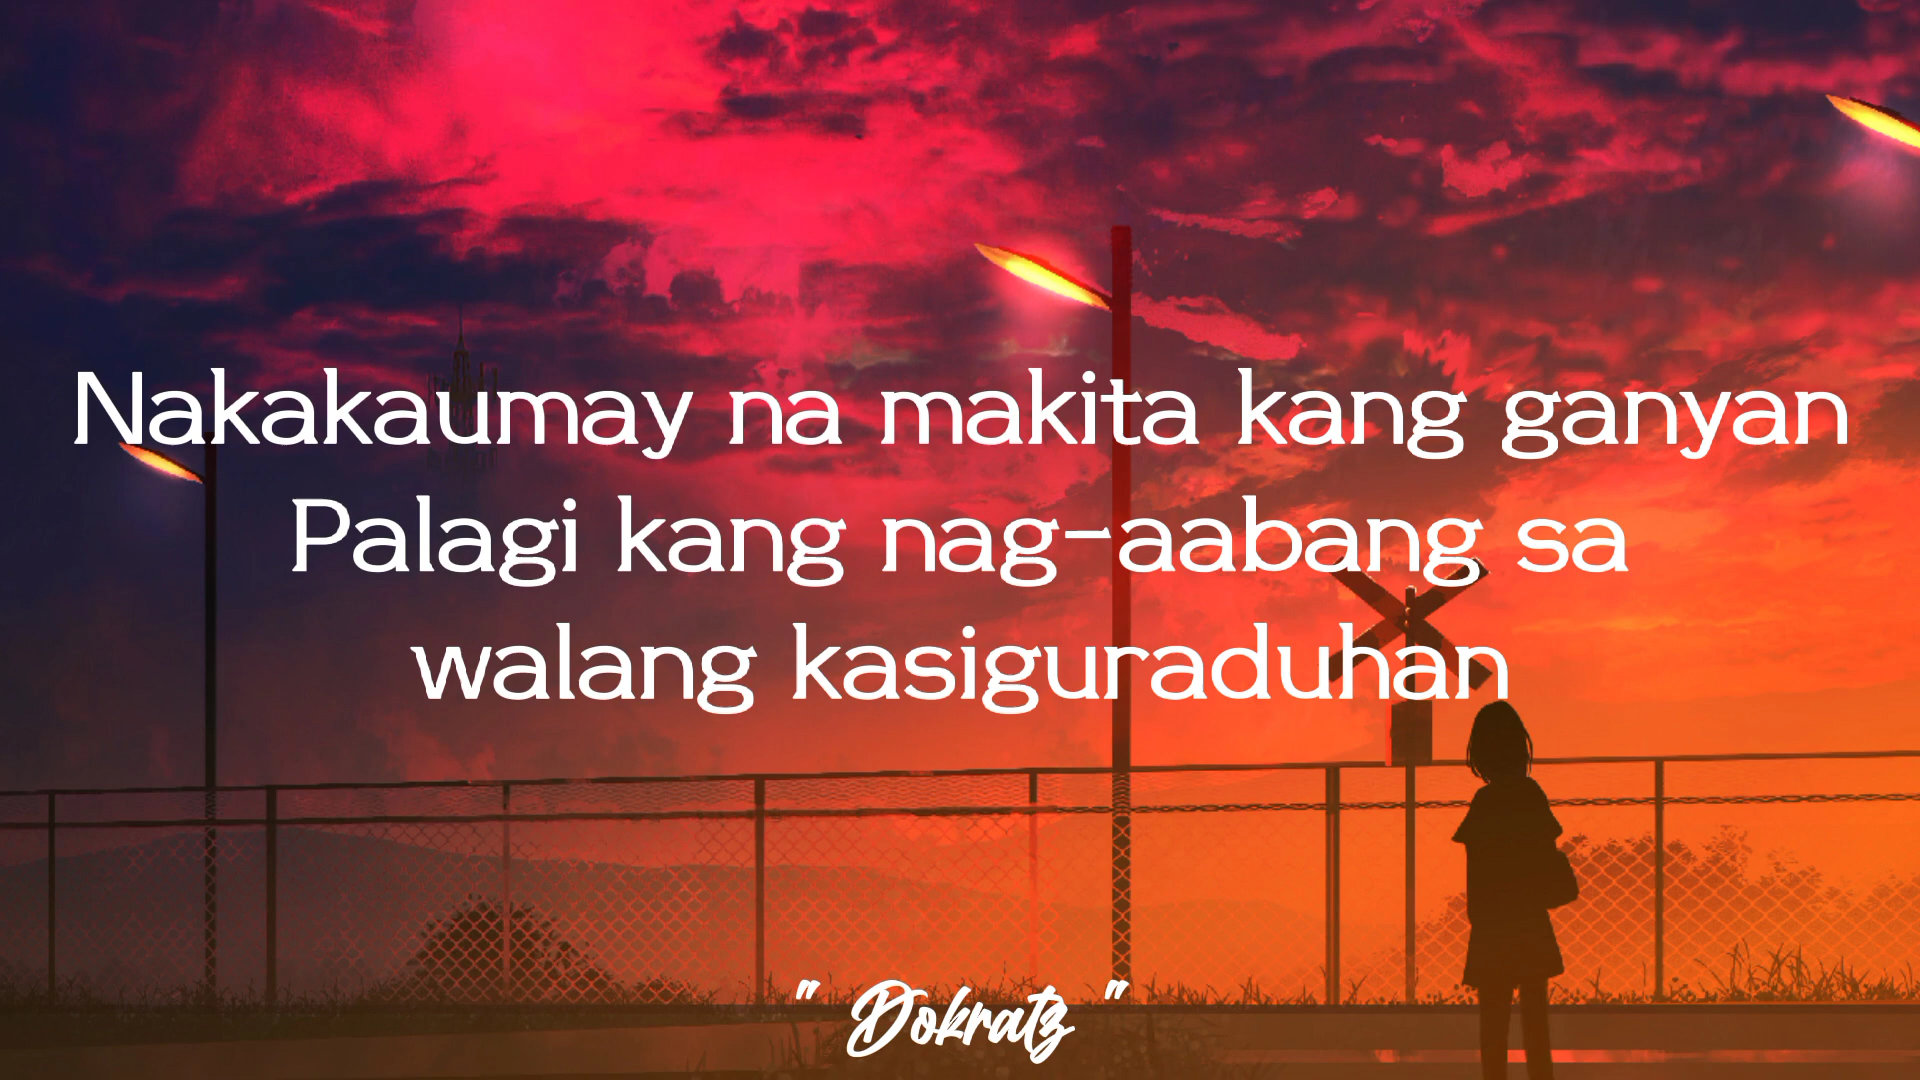 Nakakaumay na makita kang ganyan
Palagi kang nag-aabang sa
walang kasiguraduhan
" Dokratz "